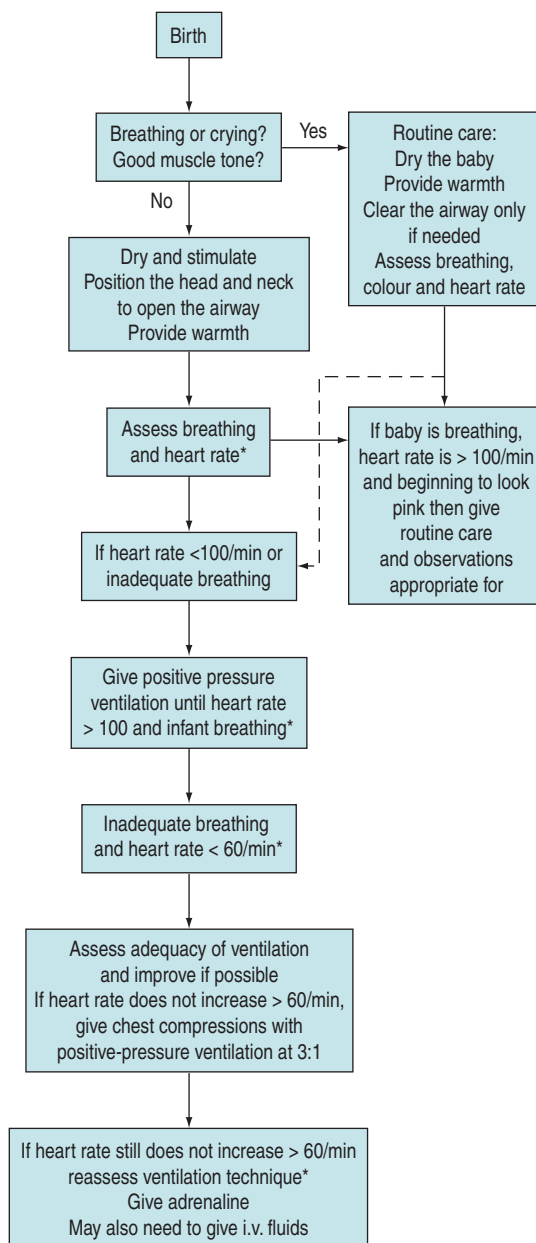 Birth
Breathing or crying?
Good muscle tone?
Yes
No
Routine care:
Dry the baby
Provide warmth
Clear the airway only
if needed
Assess breathing,
colour and heart rate
Dry and stimulate
Position the head and neck
to open the airway
Provide warmth
Assess breathing
and heart rate*
If baby is breathing,
heart rate is > 100/min
and beginning to look
pink then give
routine care
and observations
appropriate for
If heart rate <100/min or
inadequate breathing
Give positive pressure
ventilation until heart rate
> 100 and infant breathing*
Inadequate breathing
and heart rate < 60/min*
Assess adequacy of ventilation
and improve if possible
If heart rate does not increase > 60/min,
give chest compressions with
positive-pressure ventilation at 3:1
If heart rate still does not increase > 60/min
reassess ventilation technique*
Give adrenaline
May also need to give i.v. fluids